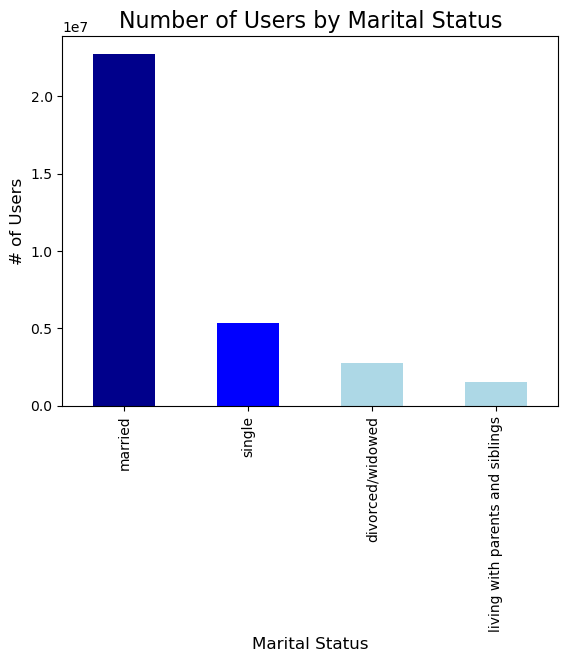 Number of Users by Marital Status
1e7
# of Users
2.0
1.5
1.0
0.5
0.0
married
single
divorced/widowed
living with parents and siblings
Marital Status